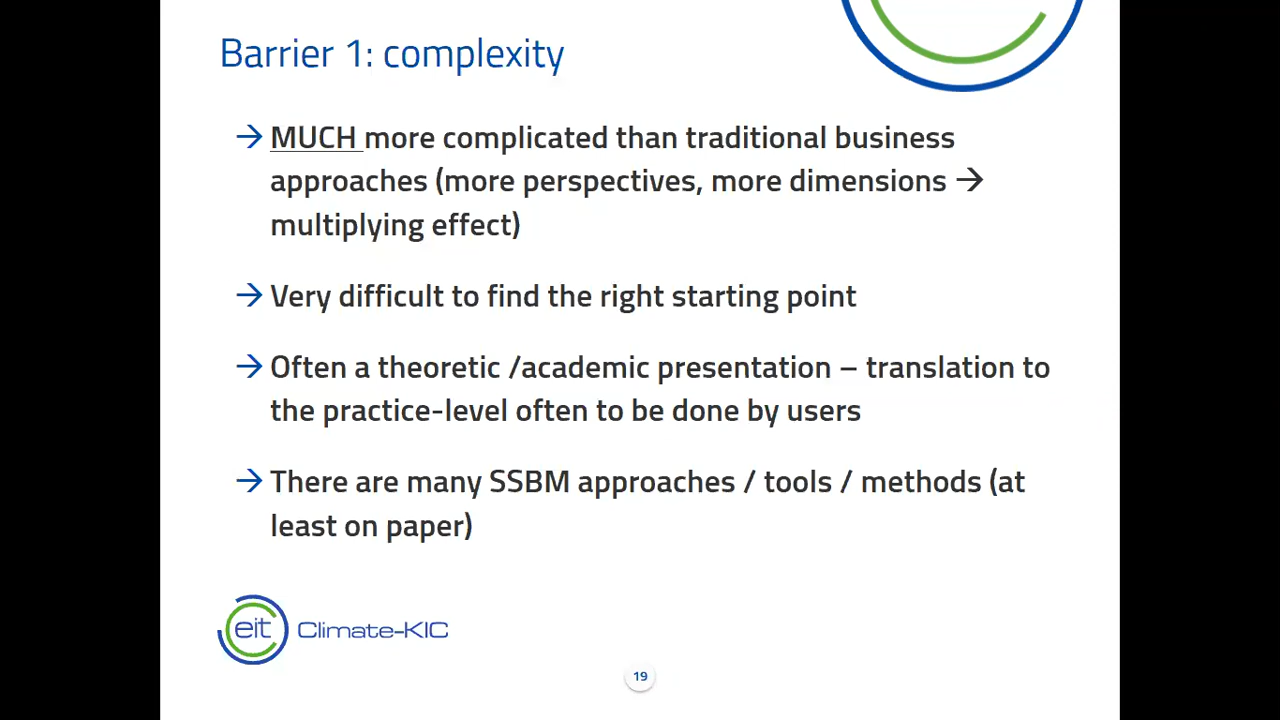 Barrier 1: complexity
→ MUCH more complicated than traditional business
approaches (more perspectives, more dimensions →
multiplying effect)
→ Very difficult to find the right starting point
→ Often a theoretic /academic presentation – translation to
the practice-level often to be done by users
→ There are many SSBM approaches / tools / methods (at
least on paper)
eit Climate-KIC
19